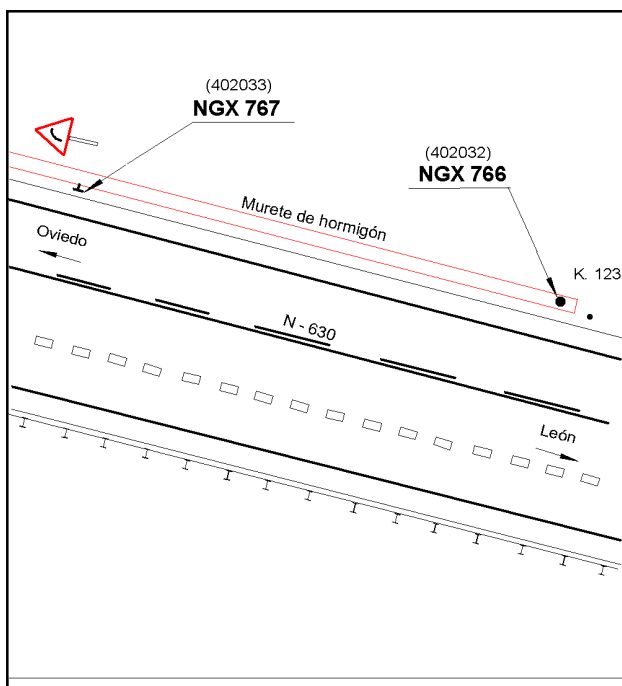 (402033)
NGX 767
(402032)
NGX 766
Murete de hormigón
K. 123
Oviedo
N - 630
León